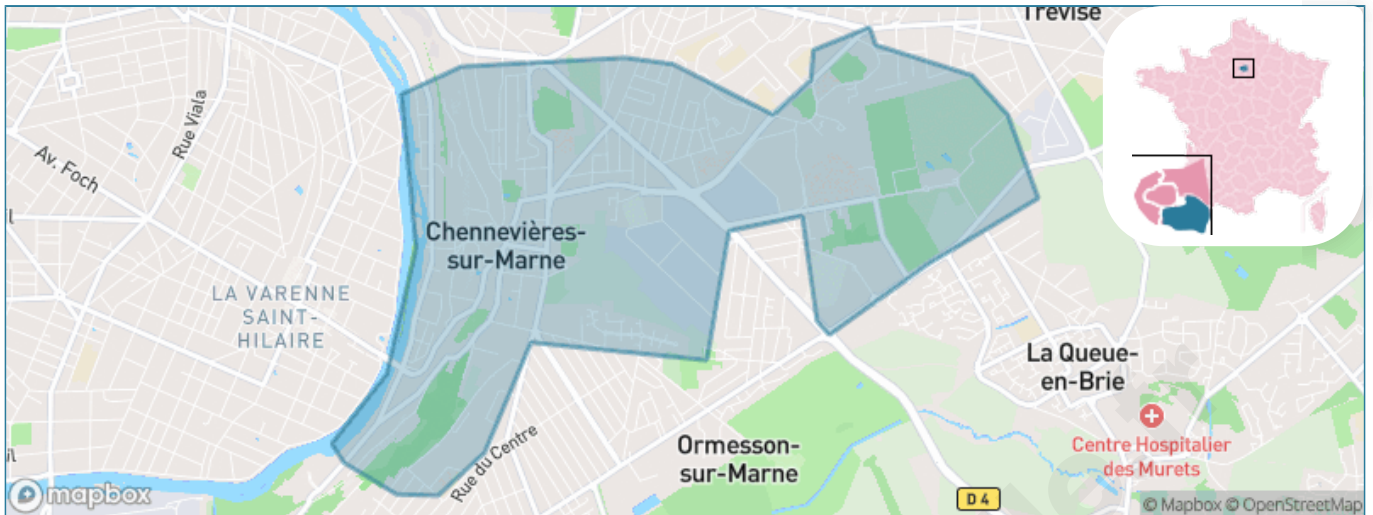 Trévise
Rue Viala
Av. Foch
Chennevières-
sur-Marne
LA VARENNE
SAINT-
HILAIRE
La Queue-
en-Brie
Centre Hospitalier
des Murets
Ormesson-
sur-Marne
Rue du Centre
D 4
mapbox
© Mapbox © OpenStreetMap